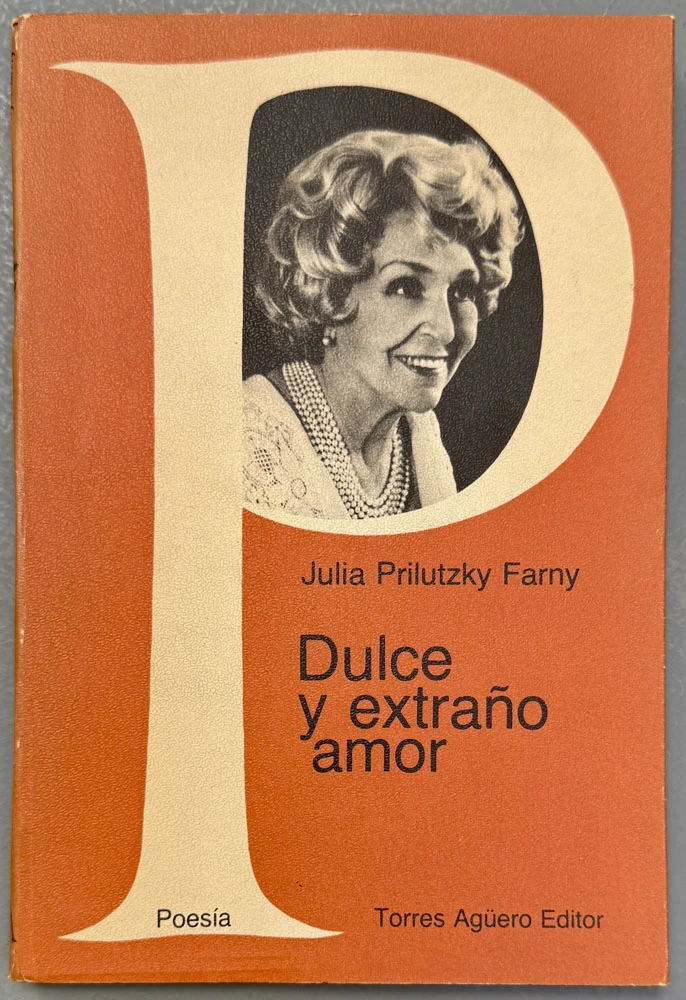 P
Julia Prilutzky Farny
Dulce
y extraño
amor
Poesía
Torres Agüero Editor